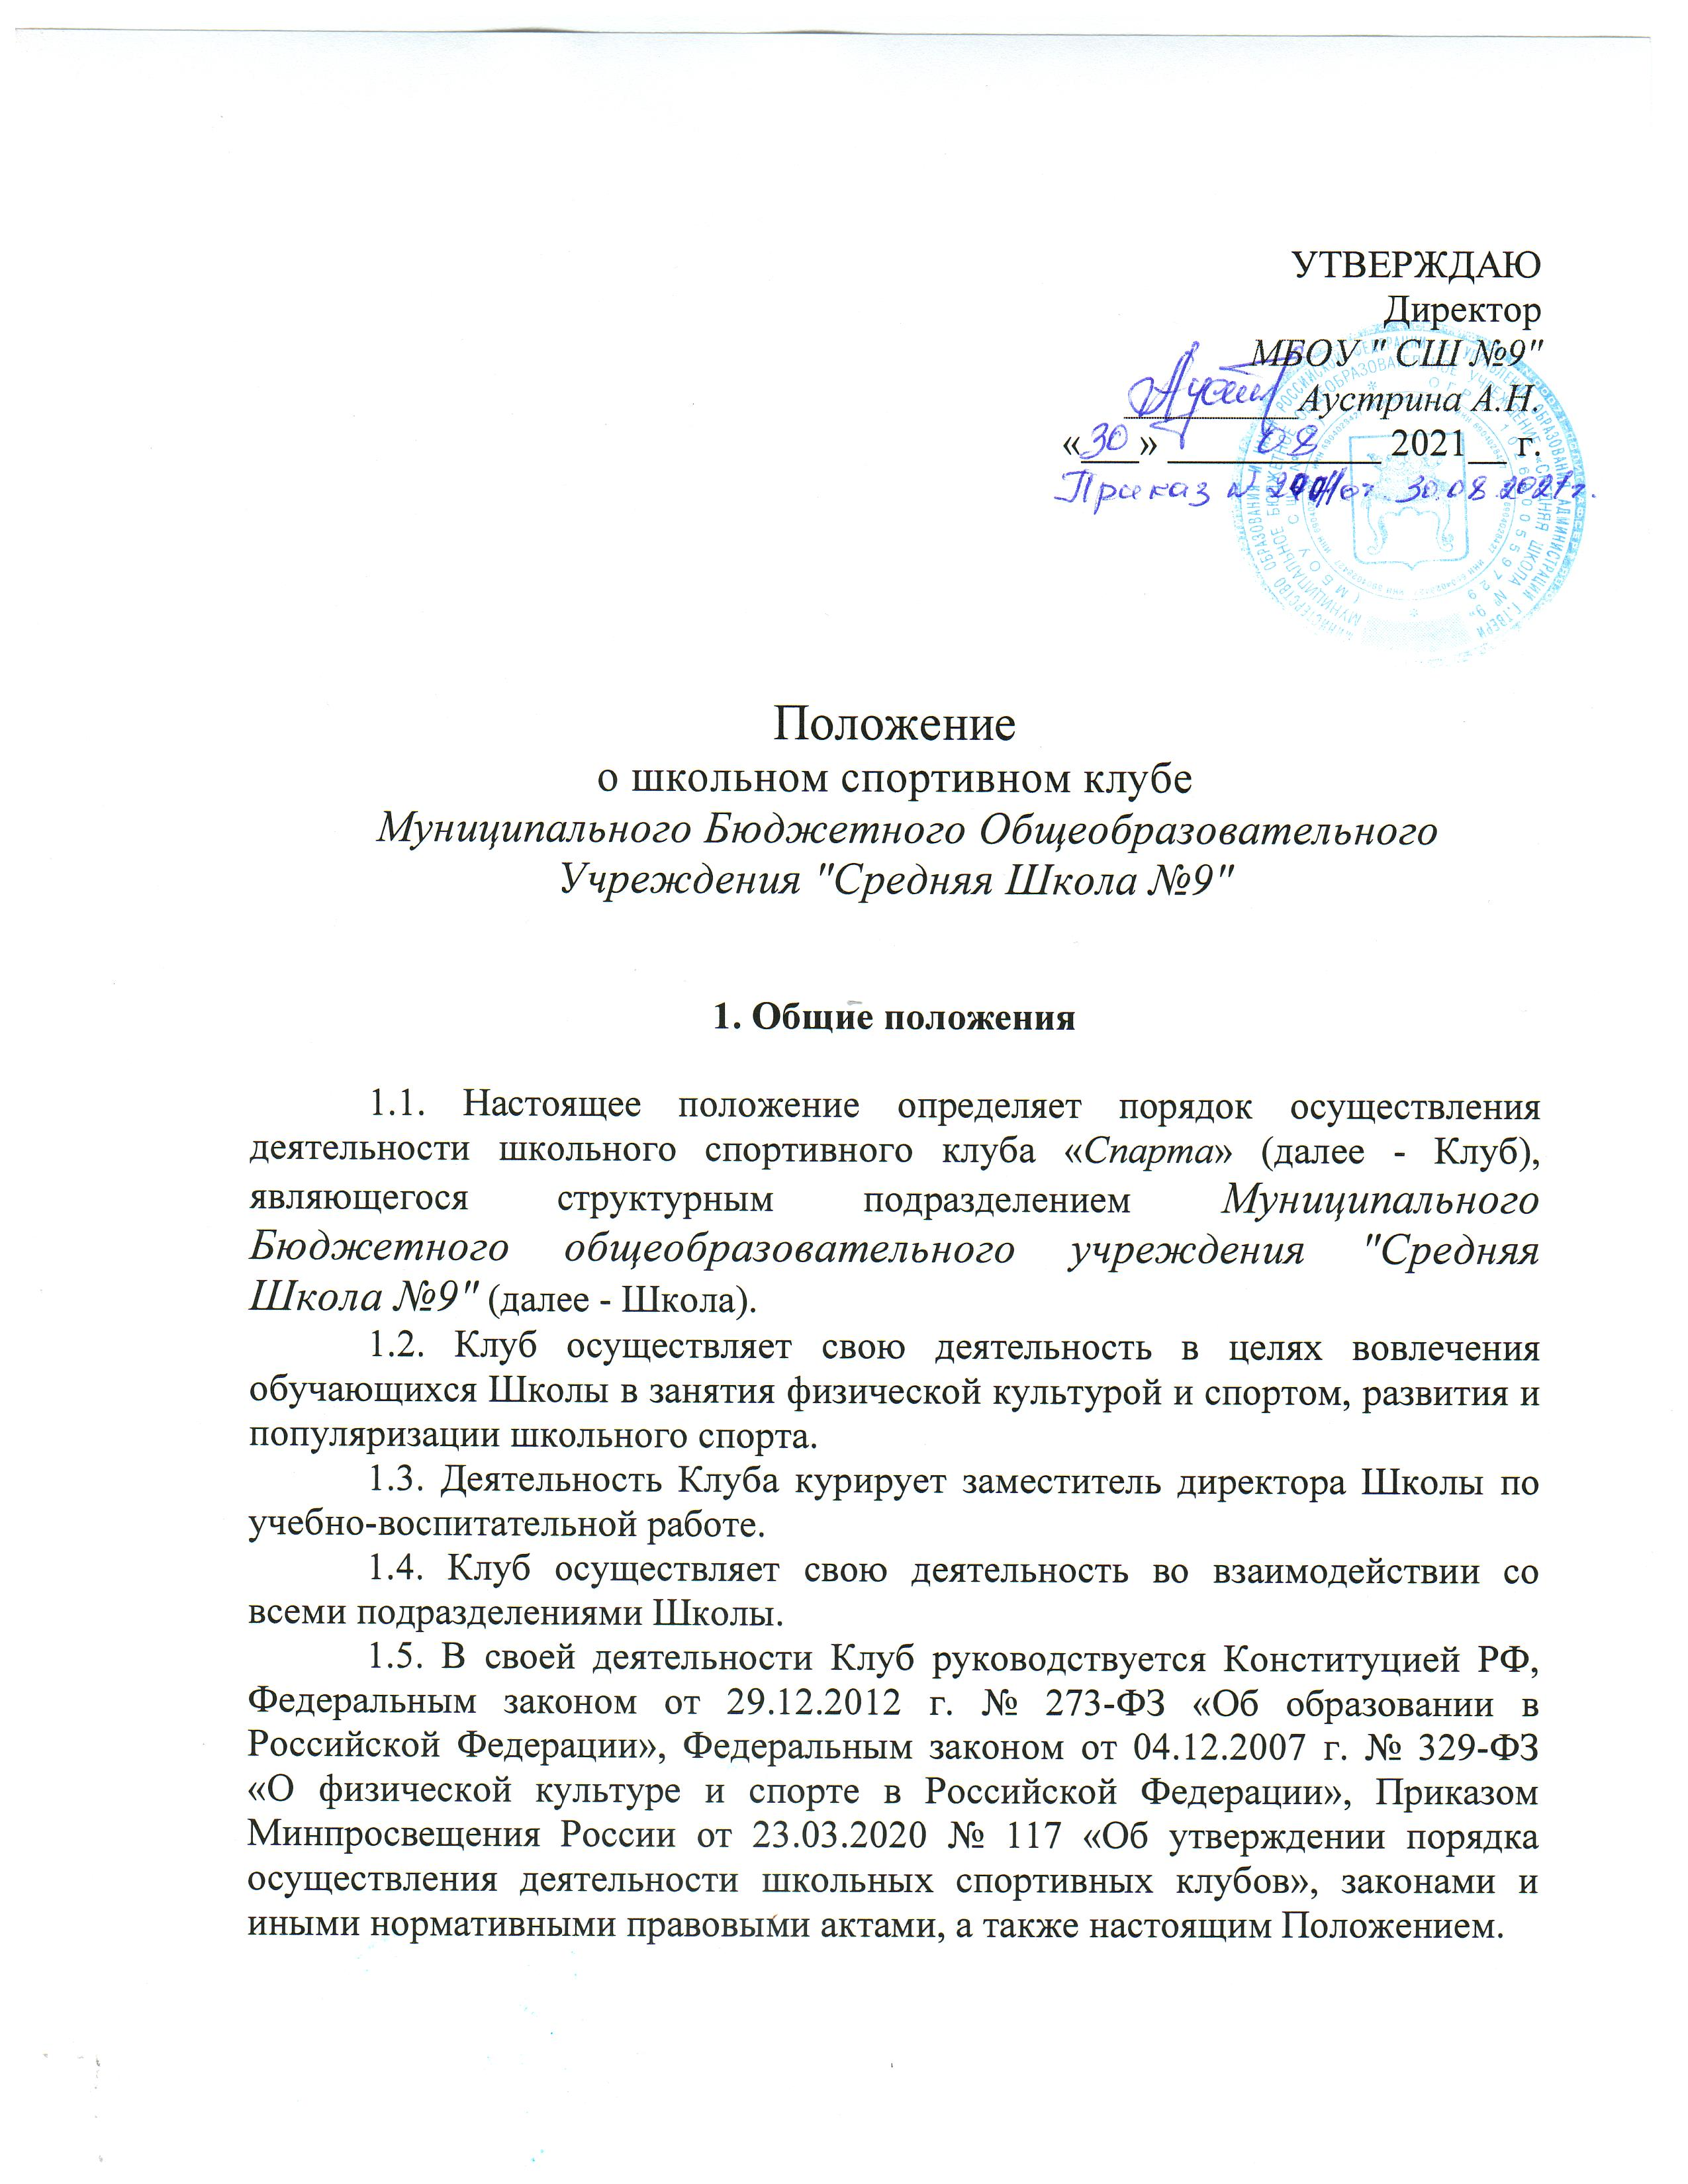 УТВЕРЖДАЮ
Директор
МБОУ " СШ №9"
Аустрина А.Н.
«30» 08 2021__ г.
Приказ № от 30.08.2021г.
Положение
о школьном спортивном клубе
Муниципального Бюджетного Общеобразовательного
Учреждения "Средняя Школа №9"
1. Общие положения
1.1. Настоящее положение определяет порядок осуществления
деятельности школьного спортивного клуба «Спарта» (далее - Клуб),
являющегося структурным подразделением Муниципального
Бюджетного общеобразовательного учреждения "Средняя
Школа №9" (далее - Школа).
1.2. Клуб осуществляет свою деятельность в целях вовлечения
обучающихся Школы в занятия физической культурой и спортом, развития и
популяризации школьного спорта.
1.3. Деятельность Клуба курирует заместитель директора Школы по
учебно-воспитательной работе.
1.4. Клуб осуществляет свою деятельность во взаимодействии со
всеми подразделениями Школы.
1.5. В своей деятельности Клуб руководствуется Конституцией РФ,
Федеральным законом от 29.12.2012 г. № 273-ФЗ «Об образовании в
Российской Федерации», Федеральным законом от 04.12.2007 г. № 329-ФЗ
«О физической культуре и спорте в Российской Федерации», Приказом
Минпросвещения России от 23.03.2020 № 117 «Об утверждении порядка
осуществления деятельности школьных спортивных клубов», законами и
иными нормативными правовыми актами, а также настоящим Положением.